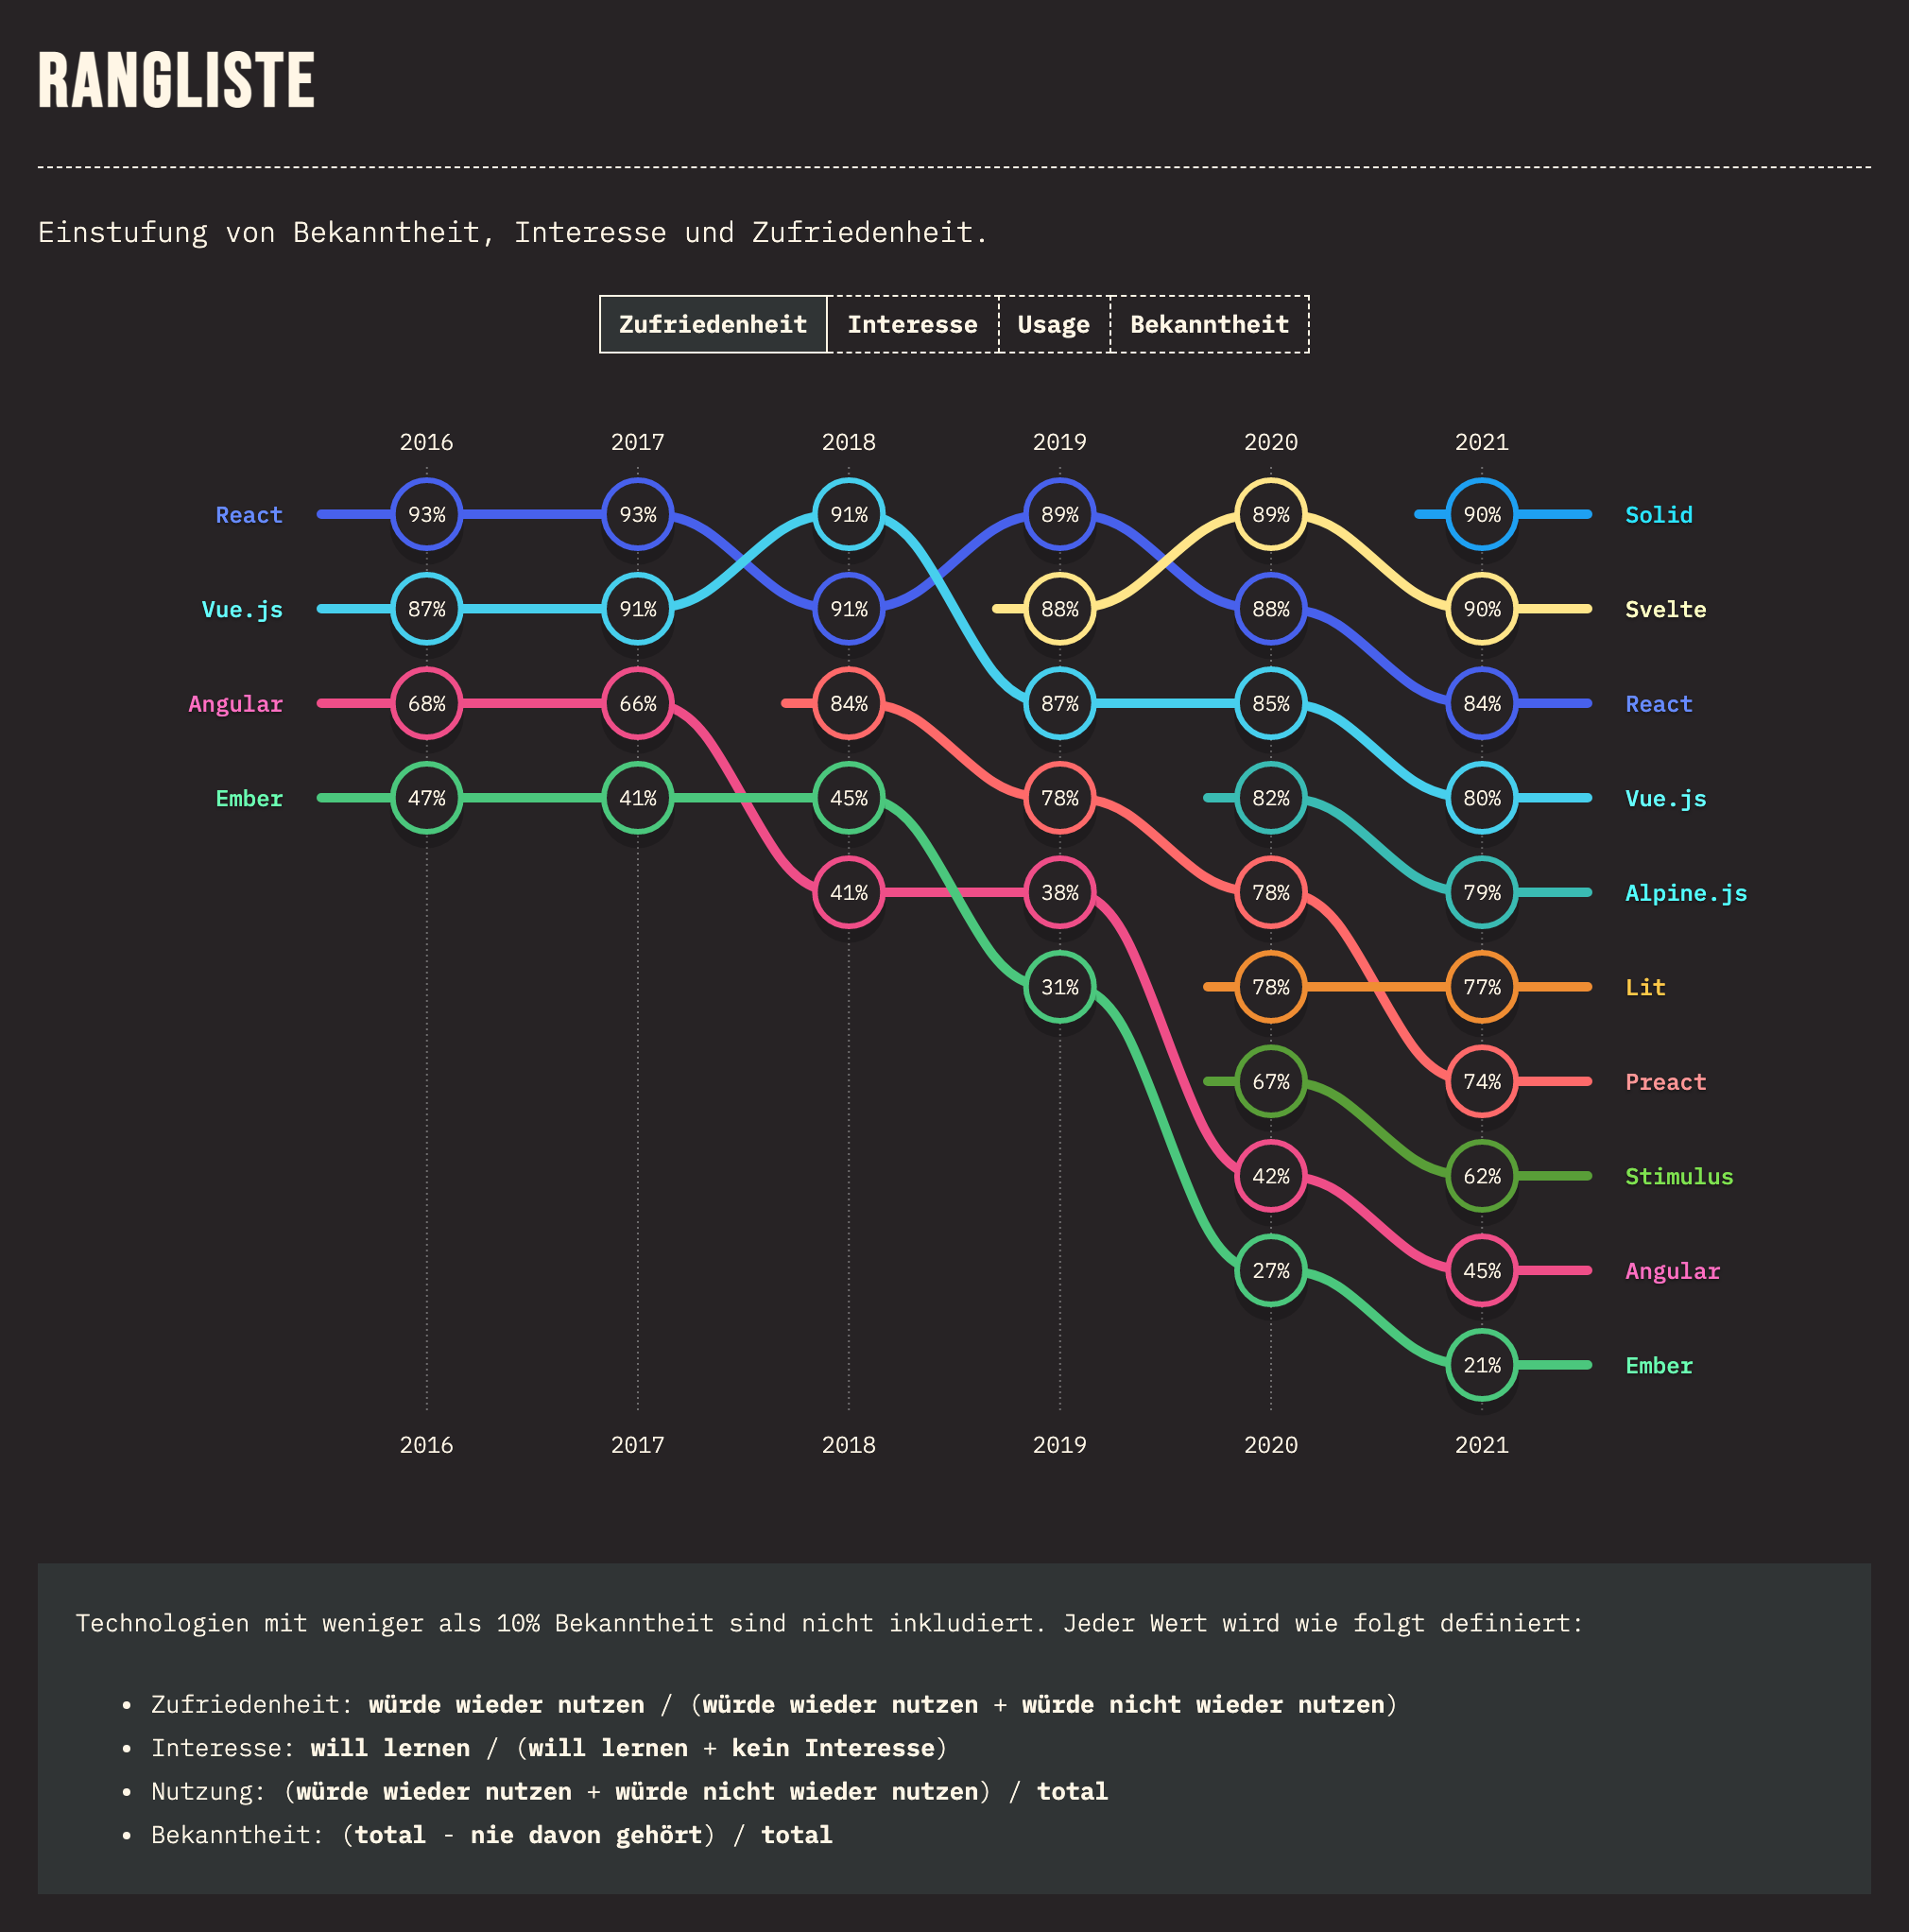 RANGLISTE
Einstufung von Bekanntheit, Interesse und Zufriedenheit.
Zufriedenheit Interesse Usage Bekanntheit
2016 2017 2018 2019 2020 2021
React 93% 93% 91% 89% 89% 90% Solid
Vue.js 87% 91% 91% 88% 88% 90% Svelte
Angular 68% 66% 84% 87% 85% 84% React
Ember 47% 41% 45% 78% 82% 80% Vue.js
41% 38% 78% 79% Alpine.js
31% 78% 77% Lit
67% 74% Preact
42% 62% Stimulus
27% 45% Angular
21% Ember
2016 2017 2018 2019 2020 2021
Technologien mit weniger als 10% Bekanntheit sind nicht inkludiert. Jeder Wert wird wie folgt definiert:
• Zufriedenheit: würde wieder nutzen / (würde wieder nutzen + würde nicht wieder nutzen)
• Interesse: will lernen / (will lernen + kein Interesse)
• Nutzung: (würde wieder nutzen + würde nicht wieder nutzen) / total
• Bekanntheit: (total - nie davon gehört) / total